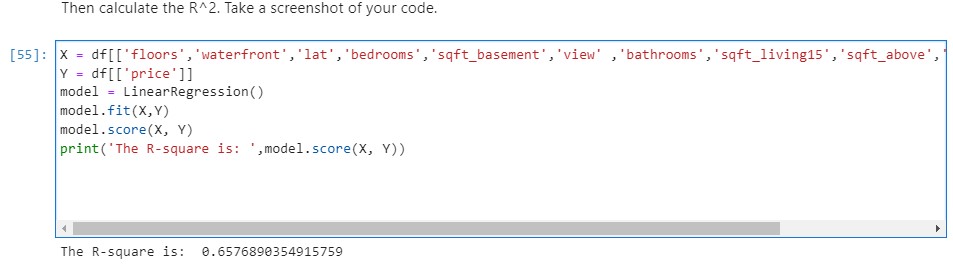 Then calculate the R^2. Take a screenshot of your code.
[55]: X = df[['floors','waterfront','lat','bedrooms','sqft_basement','view' ,'bathrooms','sqft_living15','sqft_above','
Y = df[['price']]
model = LinearRegression()
model.fit(X,Y)
model.score(X, Y)
print('The R-square is: ',model.score(X, Y))
The R-square is:  0.6576890354915759